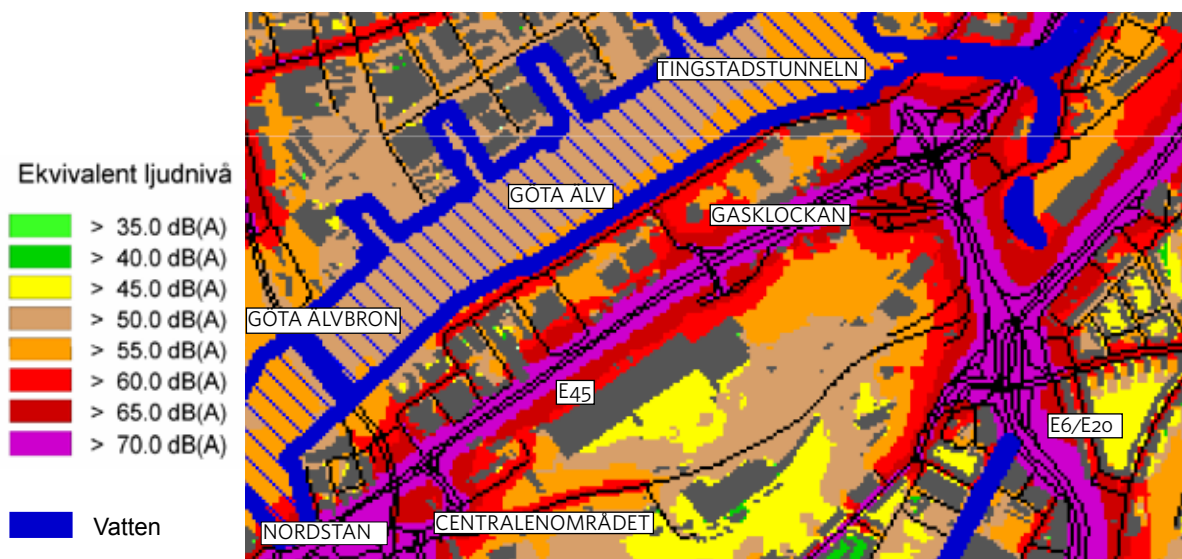 Ekvivalent ljudnivå
> 35.0 dB(A)
> 40.0 dB(A)
> 45.0 dB(A)
> 50.0 dB(A)
> 55.0 dB(A)
> 60.0 dB(A)
> 65.0 dB(A)
> 70.0 dB(A)
Vatten
TINGSTADSTUNNELN
GÖTA ÄLV
GASKLOCKAN
GÖTA ÄLVBRON
E45
E6/E20
NORDSTAN
CENTRALENOMRÅDET